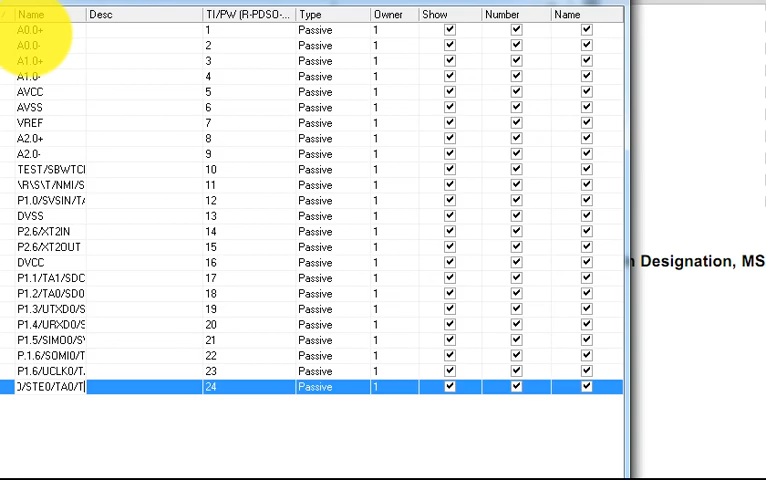 / Name Desc TI/PW (R-PDSO-... Type Owner Show Number Name
A0.0+ 1 Passive 1
A0.0- 2 Passive 1
A1.0+ 3 Passive 1
A1.0- 4 Passive 1
AVCC 5 Passive 1
AVSS 6 Passive 1
VREF 7 Passive 1
A2.0+ 8 Passive 1
A2.0- 9 Passive 1
TEST/SBWTCI 10 Passive 1
\R\S\T/NMI/S 11 Passive 1
P1.0/SVSIN/TA 12 Passive 1
DVSS 13 Passive 1
P2.6/XT2IN 14 Passive 1
P2.6/XT2OUT 15 Passive 1
DVCC 16 Passive 1
P1.1/TA1/SDC 17 Passive 1
P1.2/TA0/SD0 18 Passive 1
P1.3/UTXD0/S 19 Passive 1
P1.4/URXD0/S 20 Passive 1
P1.5/SIMO0/S\ 21 Passive 1
P.1.6/SOMI0/T 22 Passive 1
P1.6/UCLK0/T. 23 Passive 1
)/STE0/TA0/T 24 Passive 1
n Designation, MS